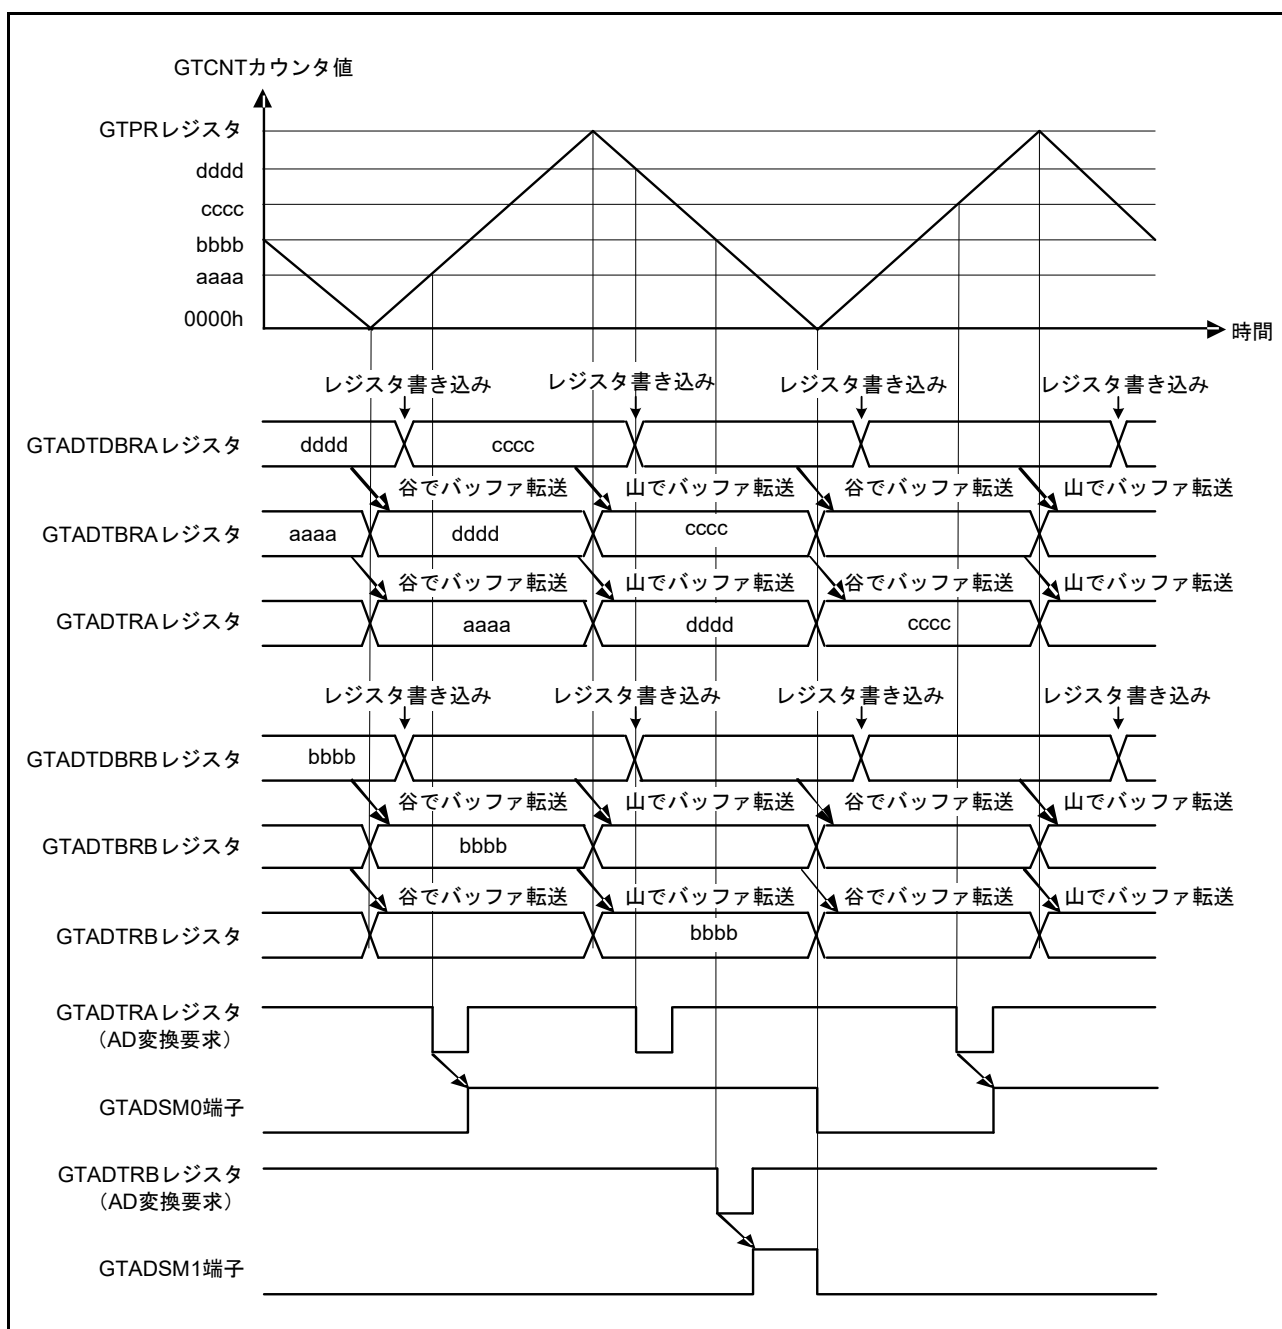 GTCNTカウンタ値
GTPRレジスタ
dddd
cccc
bbbb
aaaa
0000h
時間
レジスタ書き込み レジスタ書き込み レジスタ書き込み レジスタ書き込み
GTADTDBRAレジスタ dddd cccc
谷でバッファ転送 山でバッファ転送 谷でバッファ転送 山でバッファ転送
GTADTBRAレジスタ aaaa dddd cccc
谷でバッファ転送 山でバッファ転送 谷でバッファ転送 山でバッファ転送
GTADTRAレジスタ aaaa dddd cccc
レジスタ書き込み レジスタ書き込み レジスタ書き込み レジスタ書き込み
GTADTDBRBレジスタ bbbb
谷でバッファ転送 山でバッファ転送 谷でバッファ転送 山でバッファ転送
GTADTBRBレジスタ bbbb
谷でバッファ転送 山でバッファ転送 谷でバッファ転送 山でバッファ転送
GTADTRBレジスタ bbbb
GTADTRAレジスタ
（AD変換要求）
GTADSM0端子
GTADTRBレジスタ
（AD変換要求）
GTADSM1端子